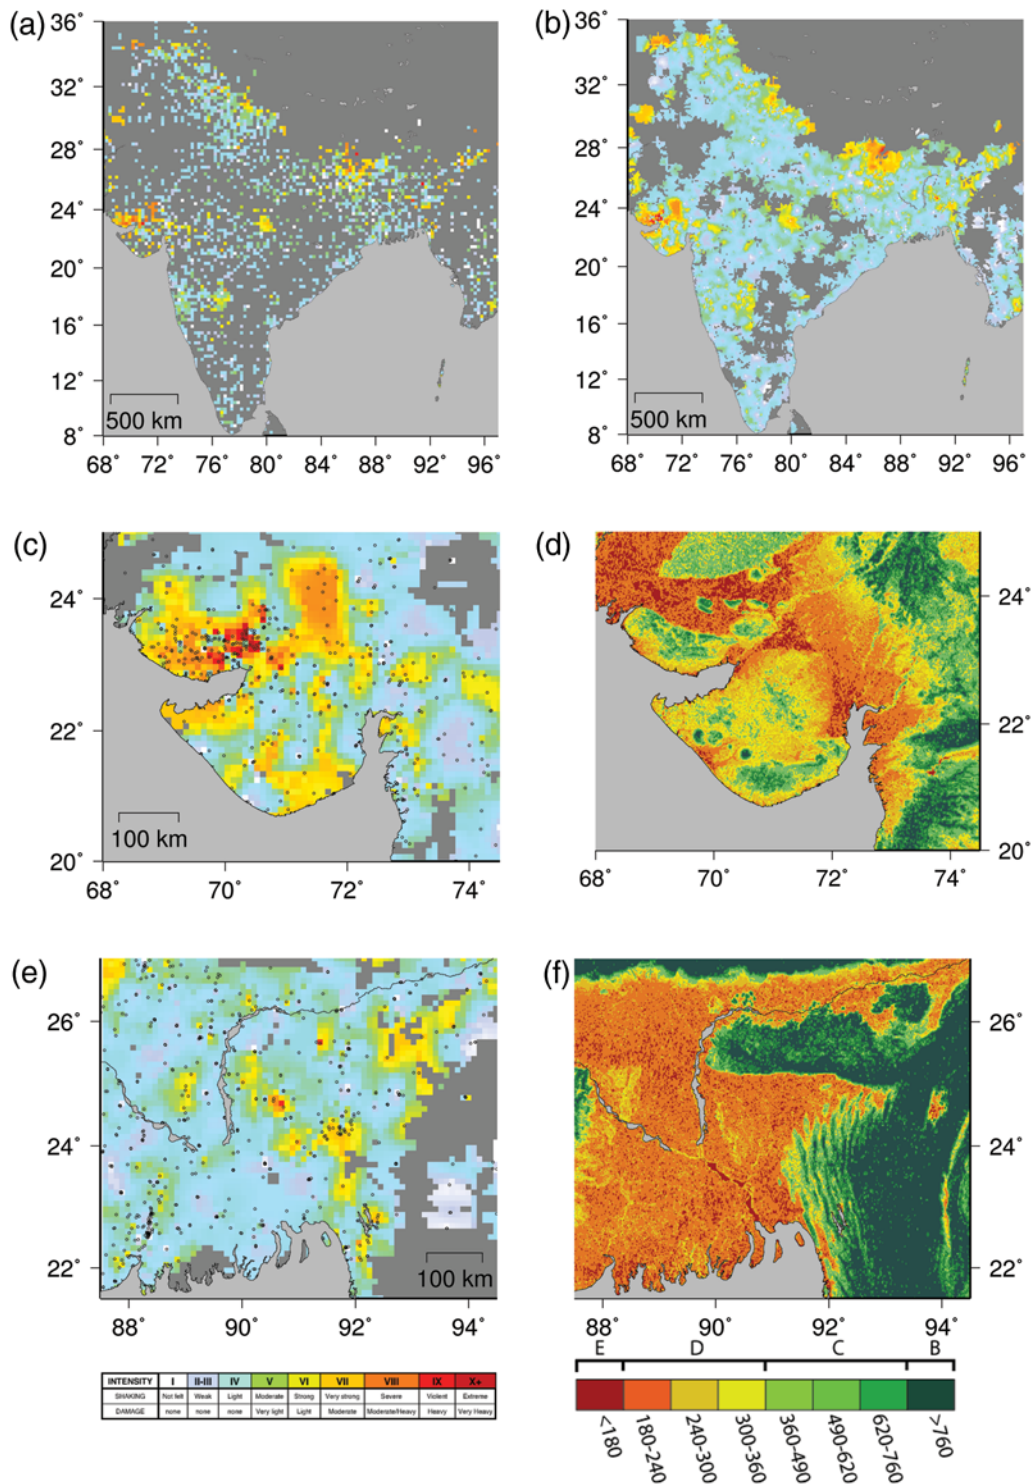 (a)
36˚
32˚
28˚
24˚
20˚
16˚
12˚
8˚
500 km
68˚ 72˚ 76˚ 80˚ 84˚ 88˚ 92˚ 96˚
(b)
36˚
32˚
28˚
24˚
20˚
16˚
12˚
8˚
500 km
68˚ 72˚ 76˚ 80˚ 84˚ 88˚ 92˚ 96˚
(c)
24˚
22˚
20˚
100 km
68˚ 70˚ 72˚ 74˚
(d)
24˚
22˚
20˚
68˚ 70˚ 72˚ 74˚
(e)
26˚
24˚
22˚
100 km
88˚ 90˚ 92˚ 94˚
(f)
26˚
24˚
22˚
88˚ 90˚ 92˚ 94˚
INTENSITY I II-III IV V VI VII VIII IX X+
SHAKING Not felt Weak Light Moderate Strong Very strong Severe Violent Extreme
DAMAGE none none none Very light Light Moderate Moderate/Heavy Heavy Very Heavy
E D C B
<180 180-240 240-300 300-360 360-490 490-620 620-760 >760